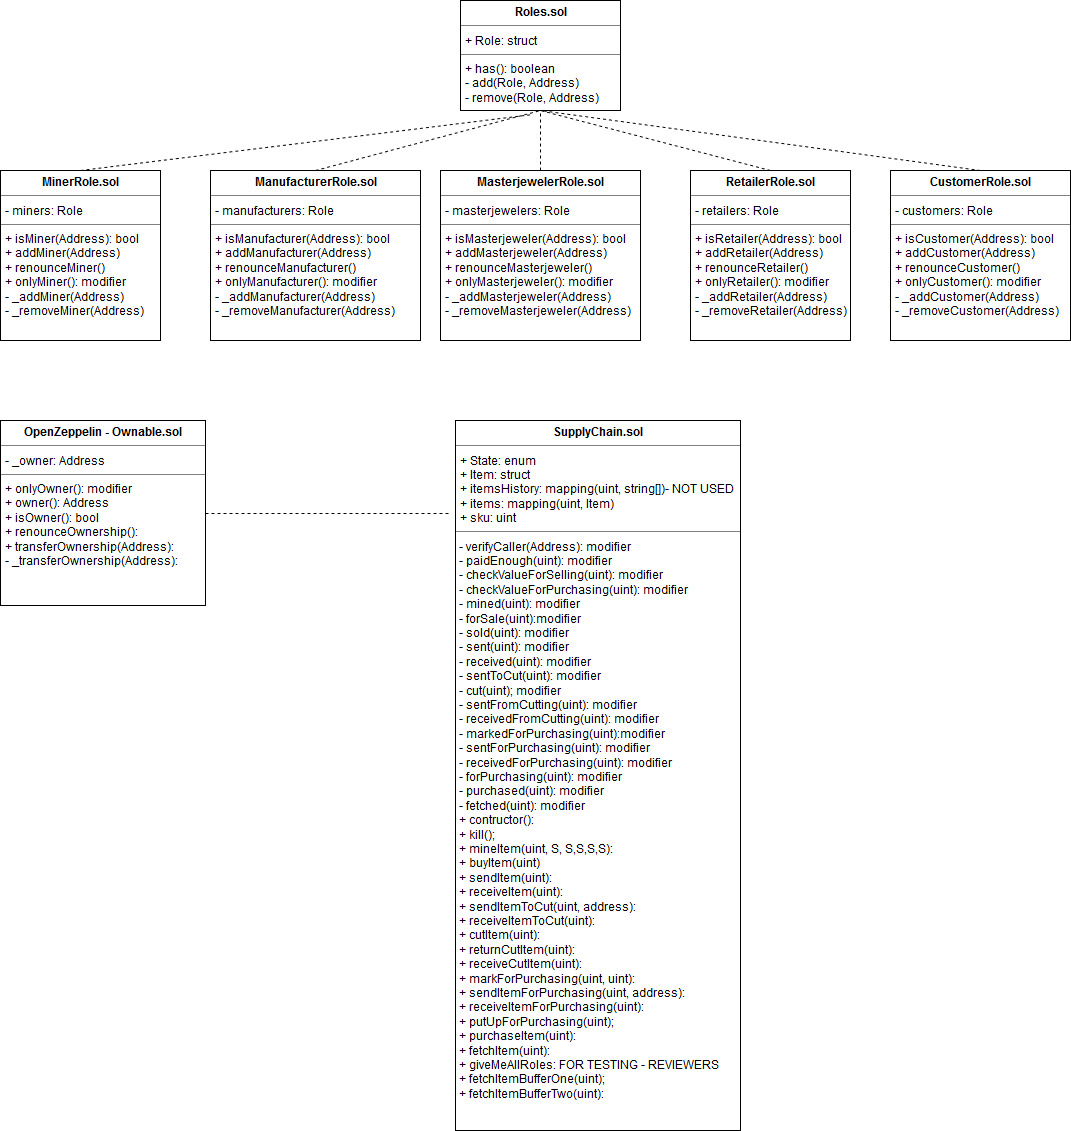 Roles.sol
+ Role: struct
+ has(): boolean
- add(Role, Address)
- remove(Role, Address)
MinerRole.sol
- miners: Role
+ isMiner(Address): bool
+ addMiner(Address)
+ renounceMiner()
+ onlyMiner(): modifier
- _addMiner(Address)
- _removeMiner(Address)
ManufacturerRole.sol
- manufacturers: Role
+ isManufacturer(Address): bool
+ addManufacturer(Address)
+ renounceManufacturer()
+ onlyManufacturer(): modifier
- _addManufacturer(Address)
- _removeManufacturer(Address)
MasterjewelerRole.sol
- masterjewelers: Role
+ isMasterjeweler(Address): bool
+ addMasterjeweler(Address)
+ renounceMasterjeweler()
+ onlyMasterjeweler(): modifier
- _addMasterjeweler(Address)
- _removeMasterjeweler(Address)
RetailerRole.sol
- retailers: Role
+ isRetailer(Address): bool
+ addRetailer(Address)
+ renounceRetailer()
+ onlyRetailer(): modifier
- _addRetailer(Address)
- _removeRetailer(Address)
CustomerRole.sol
- customers: Role
+ isCustomer(Address): bool
+ addCustomer(Address)
+ renounceCustomer()
+ onlyCustomer(): modifier
- _addCustomer(Address)
- _removeCustomer(Address)
OpenZeppelin - Ownable.sol
- _owner: Address
+ onlyOwner(): modifier
+ owner(): Address
+ isOwner(): bool
+ renounceOwnership():
+ transferOwnership(Address):
- _transferOwnership(Address):
SupplyChain.sol
+ State: enum
+ Item: struct
+ itemsHistory: mapping(uint, string[])- NOT USED
+ items: mapping(uint, Item)
+ sku: uint
- verifyCaller(Address): modifier
- paidEnough(uint): modifier
- checkValueForSelling(uint): modifier
- checkValueForPurchasing(uint): modifier
- mined(uint): modifier
- forSale(uint):modifier
- sold(uint): modifier
- sent(uint): modifier
- received(uint): modifier
- sentToCut(uint): modifier
- cut(uint); modifier
- sentFromCutting(uint): modifier
- receivedFromCutting(uint): modifier
- markedForPurchasing(uint):modifier
- sentForPurchasing(uint): modifier
- receivedForPurchasing(uint): modifier
- forPurchasing(uint): modifier
- purchased(uint): modifier
- fetched(uint): modifier
+ contructor():
+ kill();
+ mineItem(uint, S, S,S,S,S):
+ buyItem(uint)
+ sendItem(uint):
+ receiveItem(uint):
+ sendItemToCut(uint, address):
+ receiveItemToCut(uint):
+ cutItem(uint):
+ returnCutItem(uint):
+ receiveCutItem(uint):
+ markForPurchasing(uint, uint):
+ sendItemForPurchasing(uint, address):
+ receiveItemForPurchasing(uint):
+ putUpForPurchasing(uint);
+ purchaseItem(uint):
+ fetchItem(uint):
+ giveMeAllRoles: FOR TESTING - REVIEWERS
+ fetchItemBufferOne(uint);
+ fetchItemBufferTwo(uint):